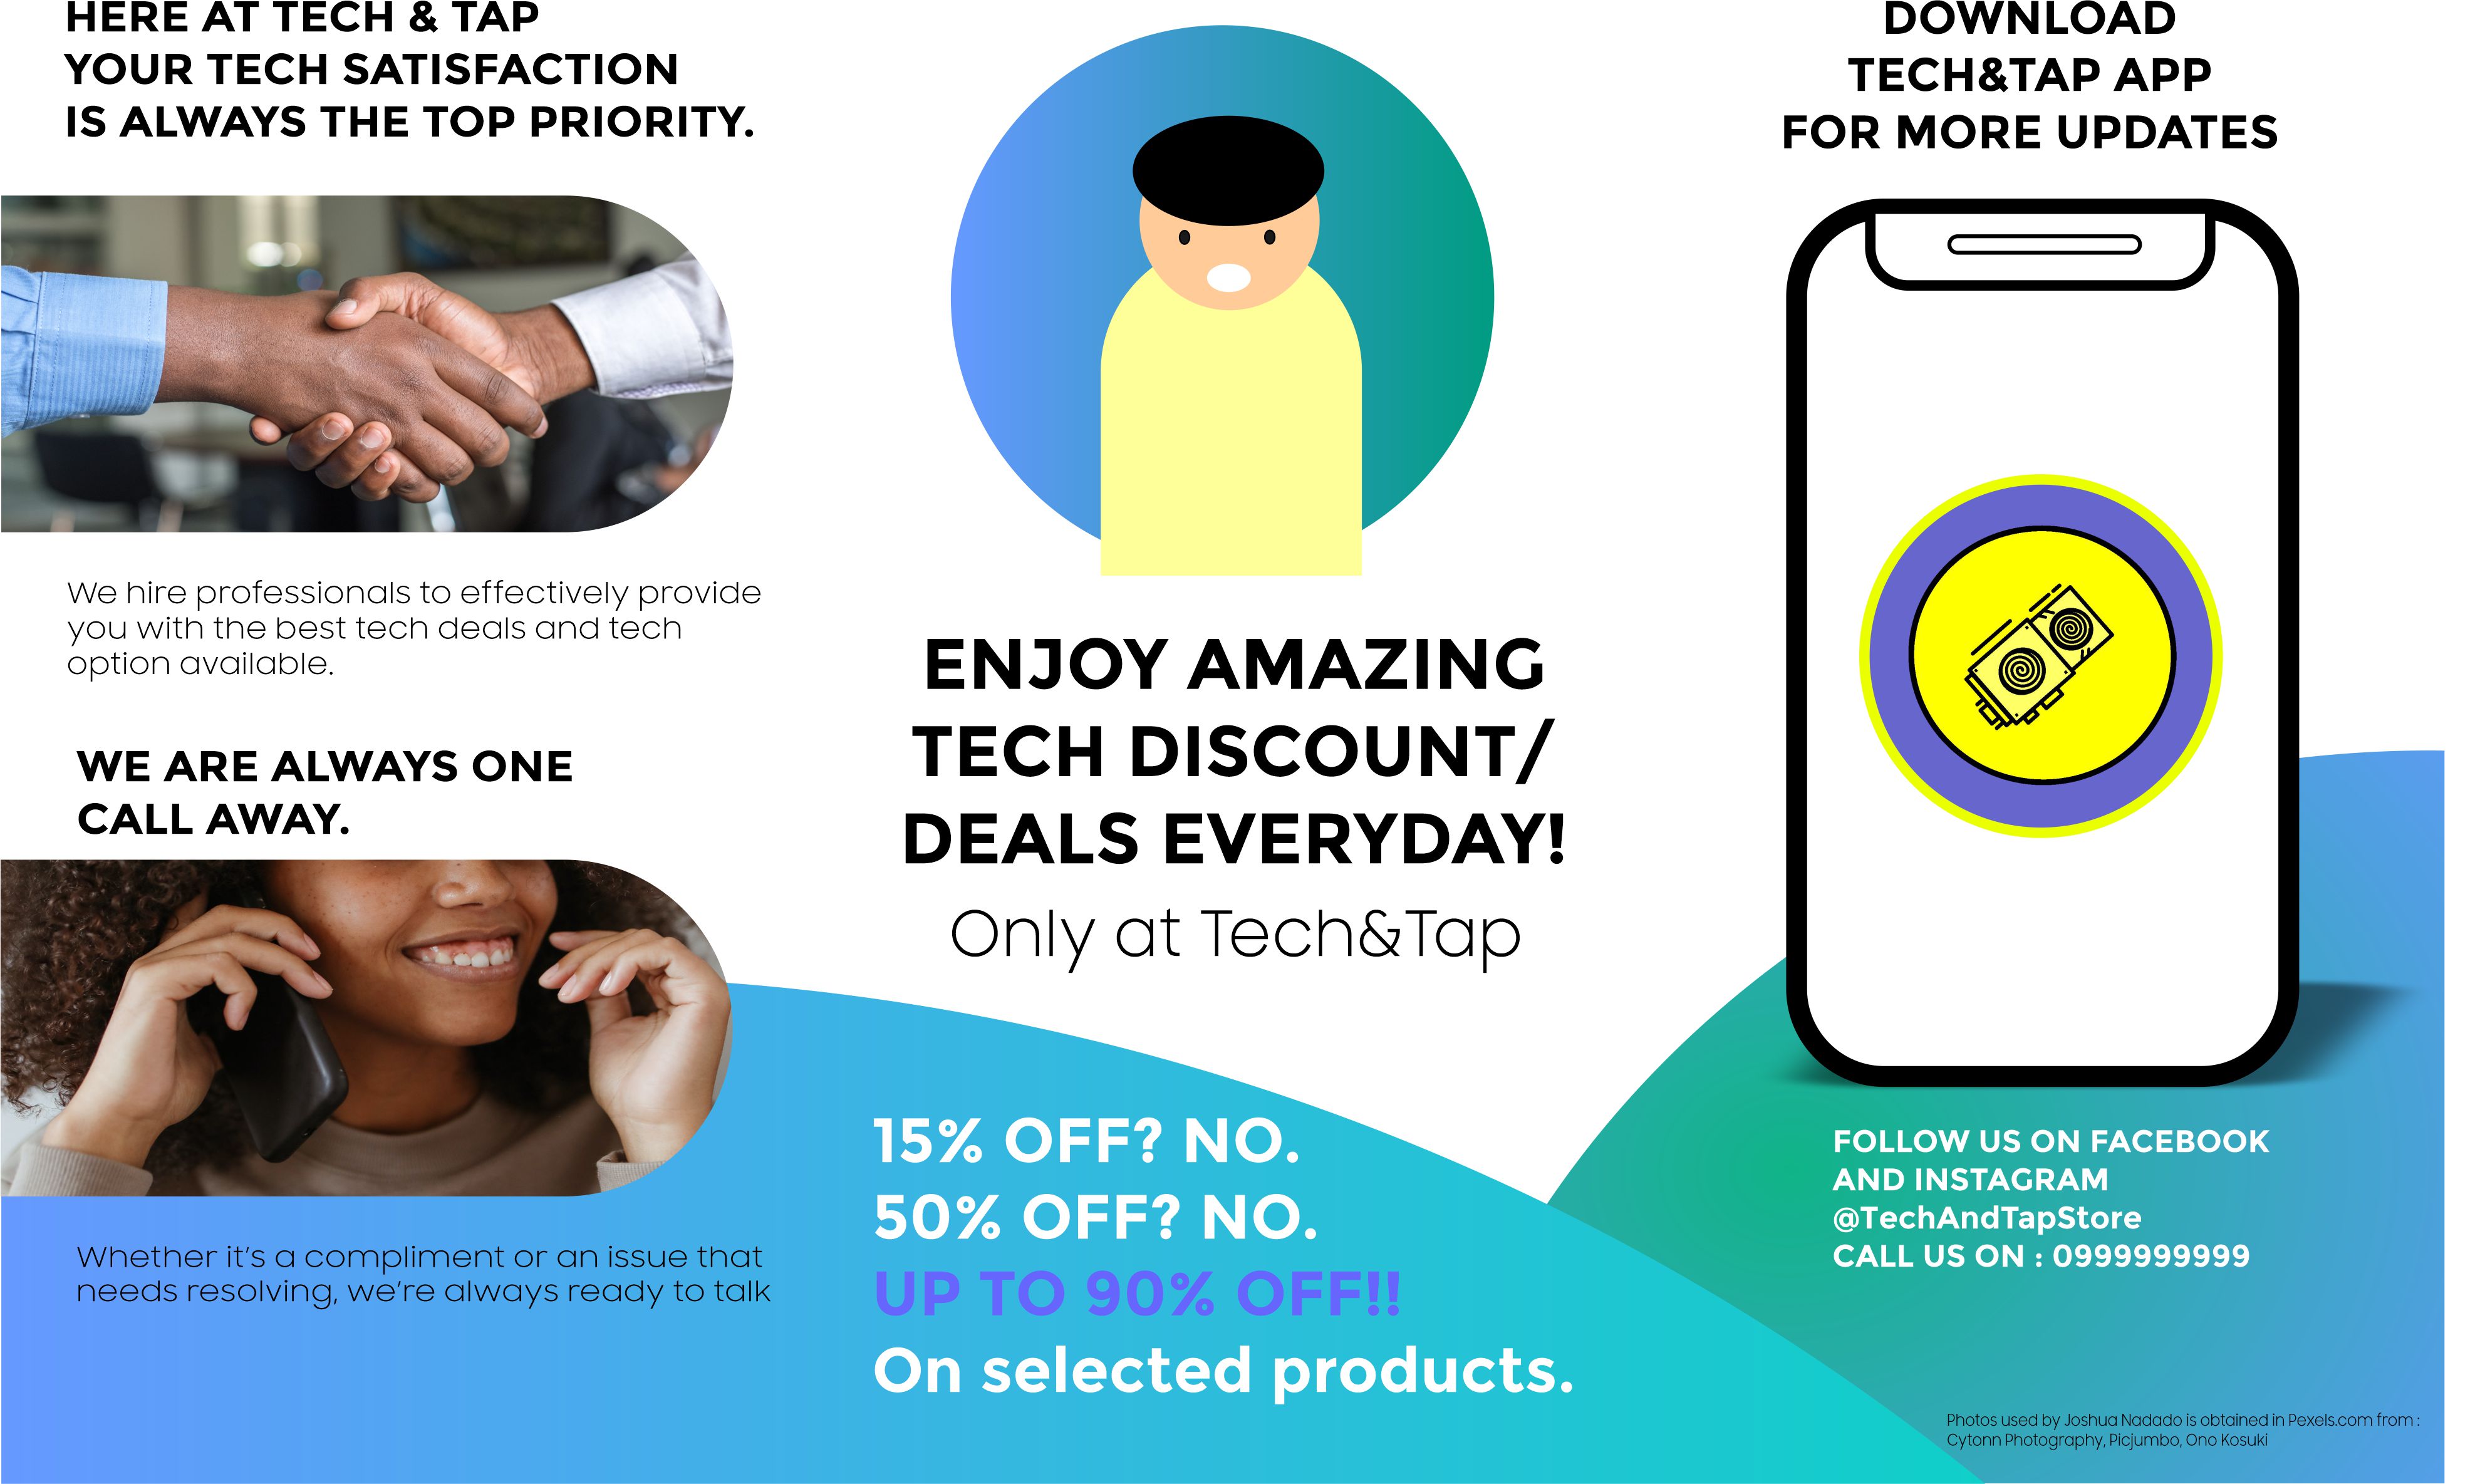 HERE AT TECH & TAP
YOUR TECH SATISFACTION
IS ALWAYS THE TOP PRIORITY.
We hire professionals to effectively provide
you with the best tech deals and tech
option available.
WE ARE ALWAYS ONE
CALL AWAY.
Whether it's a compliment or an issue that
needs resolving, we're always ready to talk
ENJOY AMAZING
TECH DISCOUNT/
DEALS EVERYDAY!
Only at Tech&Tap
15% OFF? NO.
50% OFF? NO.
UP TO 90% OFF!!
On selected products.
DOWNLOAD
TECH&TAP APP
FOR MORE UPDATES
FOLLOW US ON FACEBOOK
AND INSTAGRAM
@TechAndTapStore
CALL US ON : 0999999999
Photos used by Joshua Nadado is obtained in Pexels.com from :
Cytonn Photography, Picjumbo, Ono Kosuki